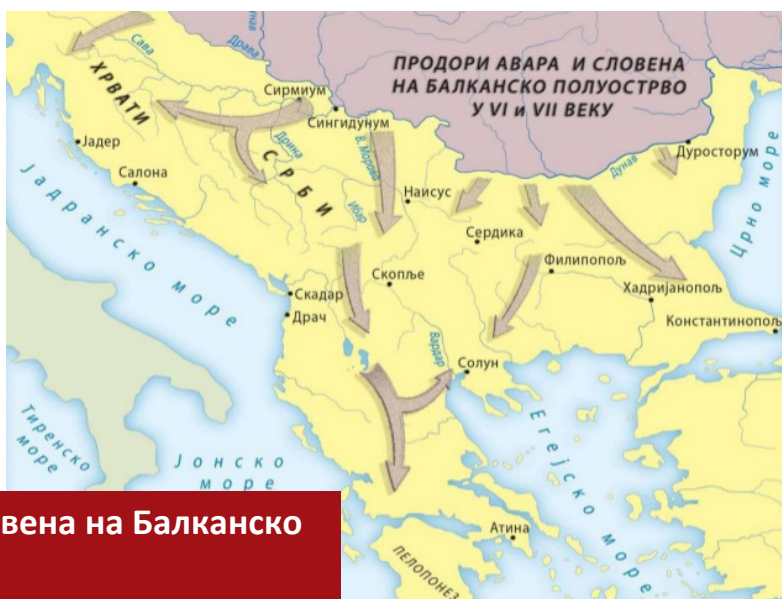 ПРОДОРИ АВАРА И СЛОВЕНА
НА БАЛКАНСКО ПОЛУОСТРВО
У VI и VII ВЕКУ
Сава
Драва
ХРВАТИ
Сирмиум
Сингидунум
Јадер
Дрина
В. Морава
СРБИ
Дуросторум
Дунав
Салона
Наисус
Ибар
Сердика
Црно море
Јадранско море
Скопље
Филипопољ
Скадар
Хадријанопољ
Драч
Константинопољ
Вардар
Солун
Тиренско
море
Јонско
море
Егејско море
вена на Балканско
Атина
ПЕЛОПОНЕЗ